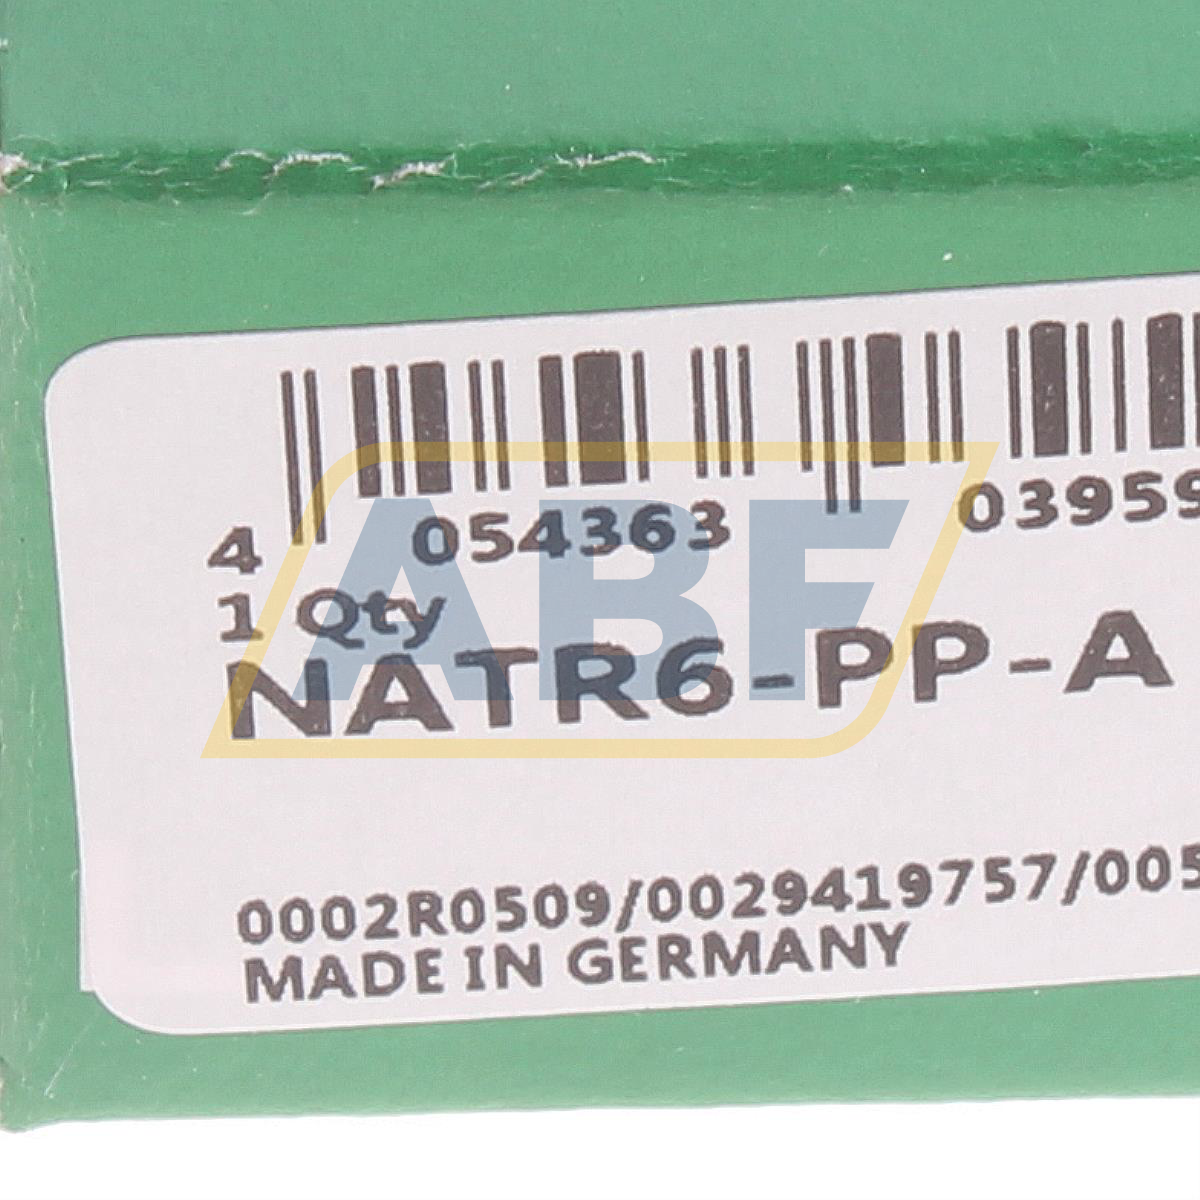 4 054363 03959
1 Qty
NATR6-PP-A
0002R0509/0029419757/005
MADE IN GERMANY
ABF